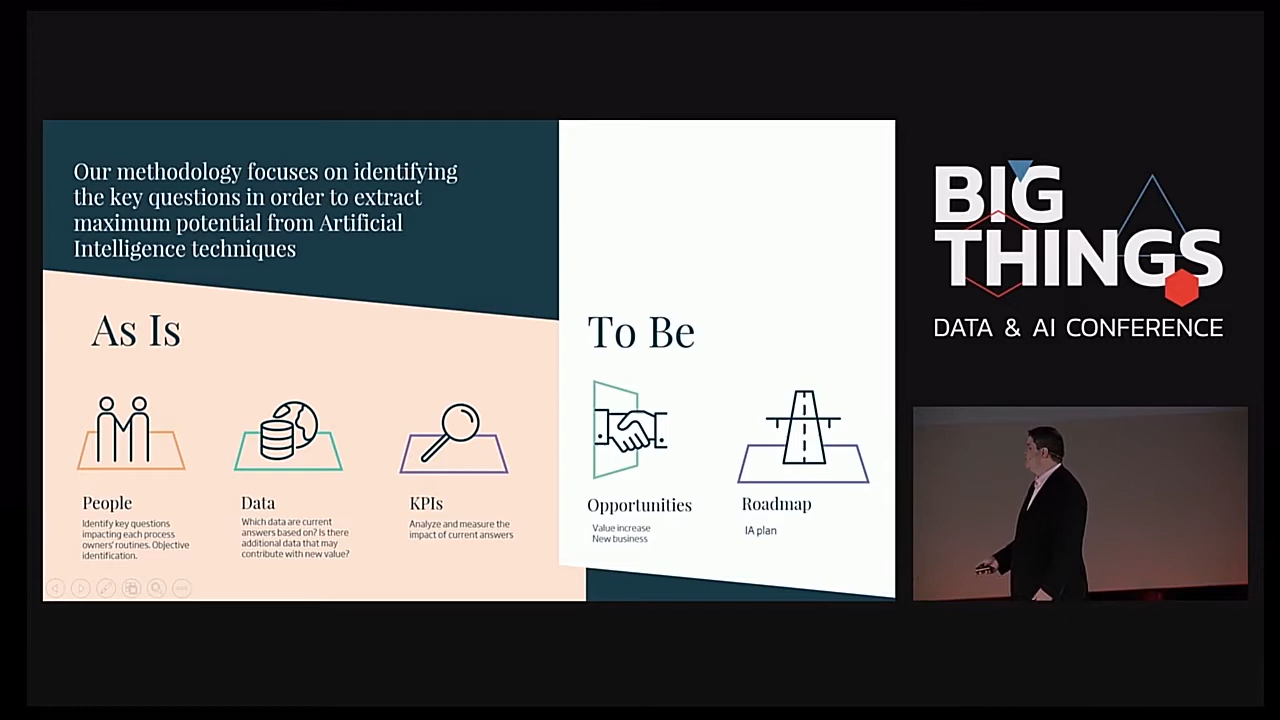 Our methodology focuses on identifying
the key questions in order to extract
maximum potential from Artificial
Intelligence techniques
As Is
People
Identify key questions
impacting each process
owners' routines. Objective
identification.
Data
Which data are current
answers based on? Is there
additional data that may
contribute with new value?
KPIs
Analyze and measure the
impact of current answers
To Be
Opportunities
Value increase
New business
Roadmap
IA plan
BIG
THINGS
DATA & AI CONFERENCE